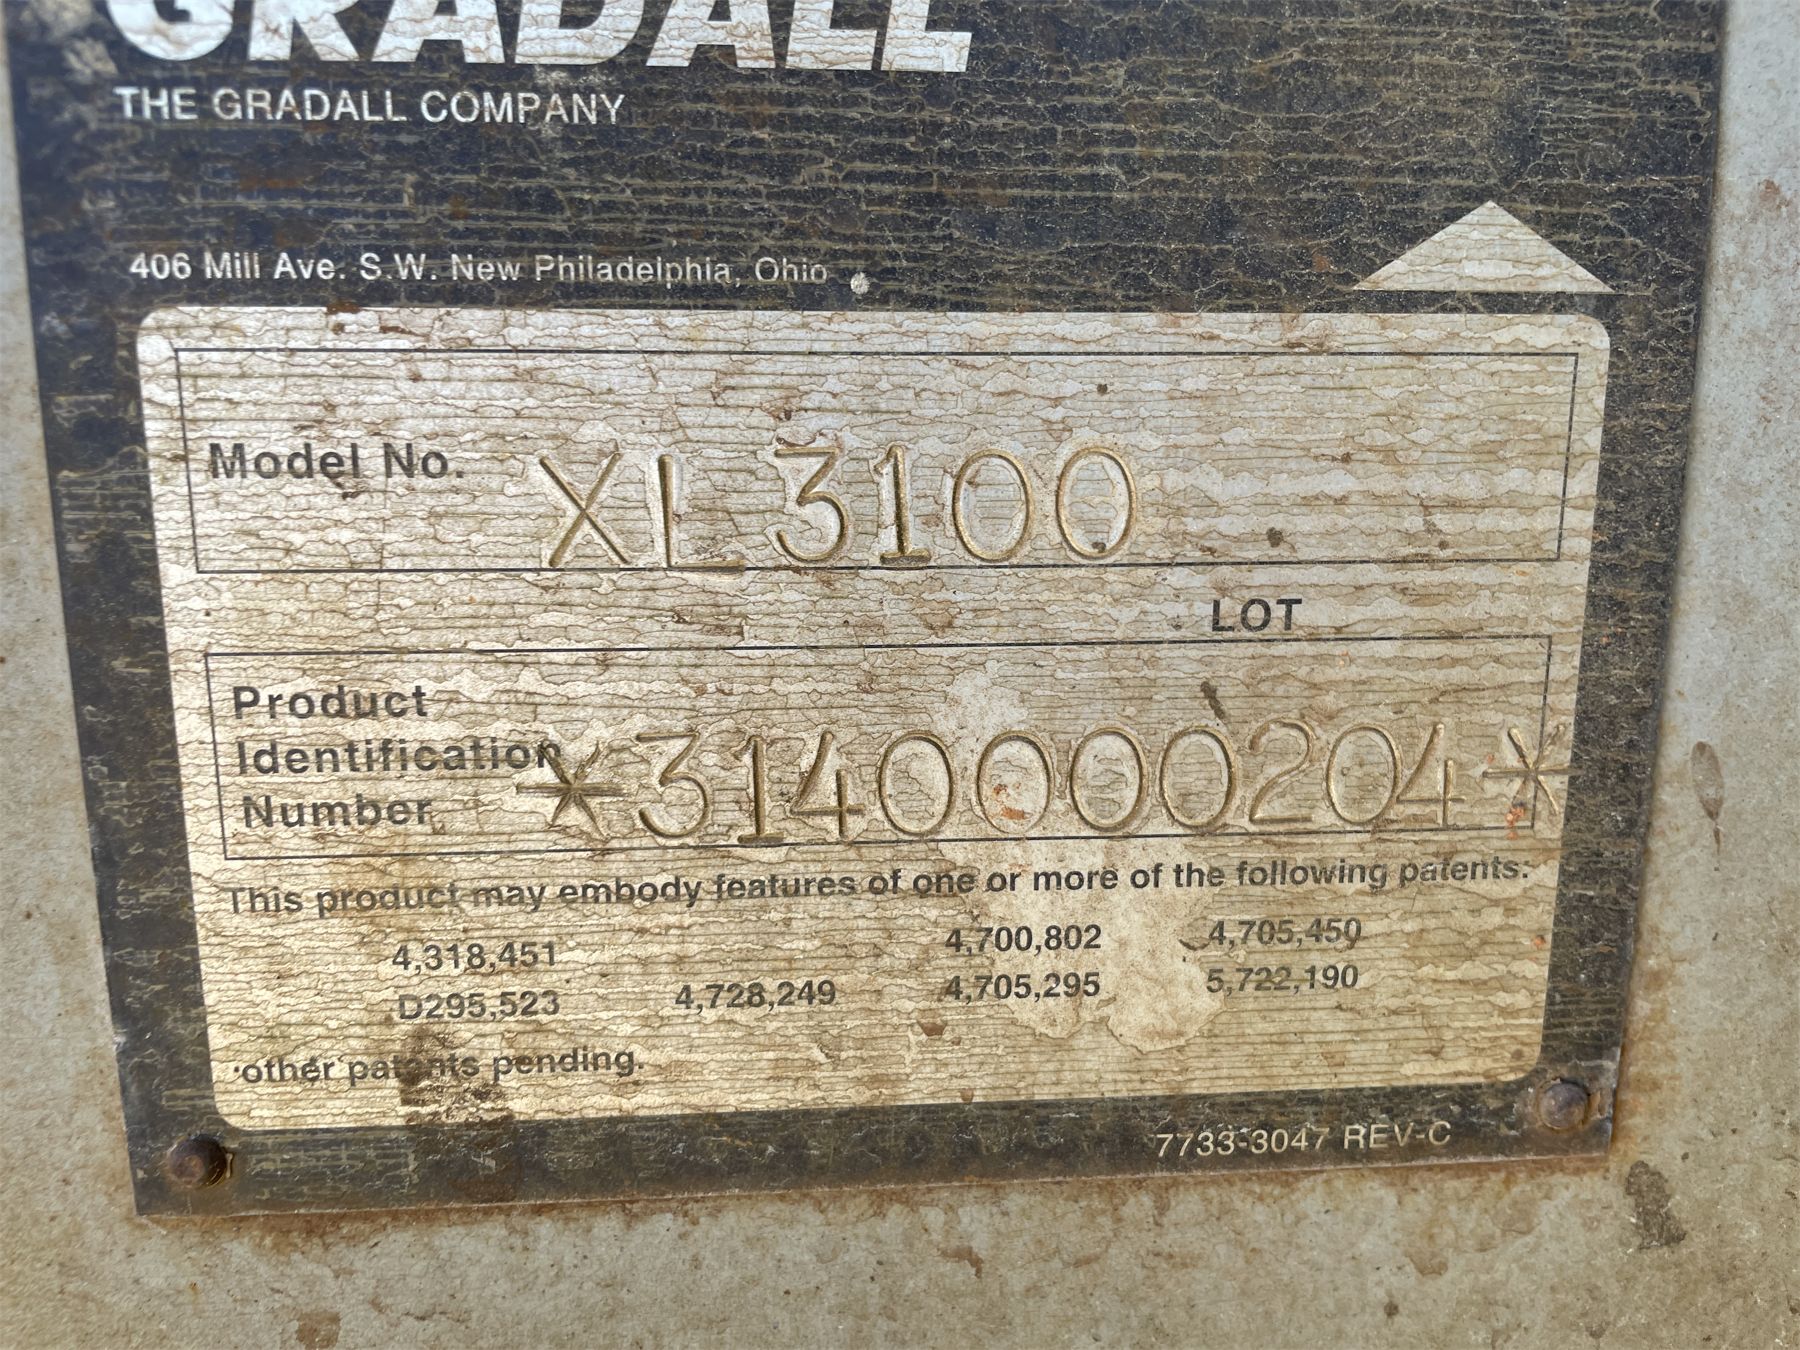 GRADALL
THE GRADALL COMPANY
406 Mill Ave. S.W. New Philadelphia, Ohio
Model No. XL 3100
LOT
Product
Identification
Number *3140000204*
This product may embody features of one or more of the following patents:
4,318,451 4,700,802 4,705,450
D295,523 4,728,249 4,705,295 5,722,190
other patents pending.
7733-3047 REV-C